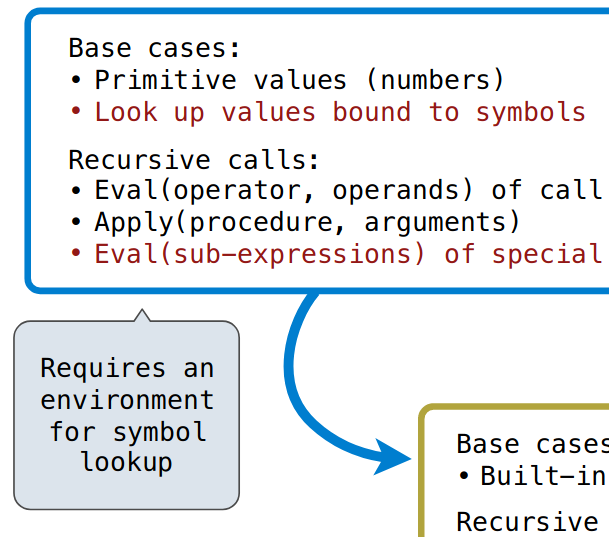 Base cases:
• Primitive values (numbers)
• Look up values bound to symbols
Recursive calls:
• Eval(operator, operands) of call
• Apply(procedure, arguments)
• Eval(sub-expressions) of special
Requires an
environment
for symbol
lookup
Base cases
• Built-in
Recursive